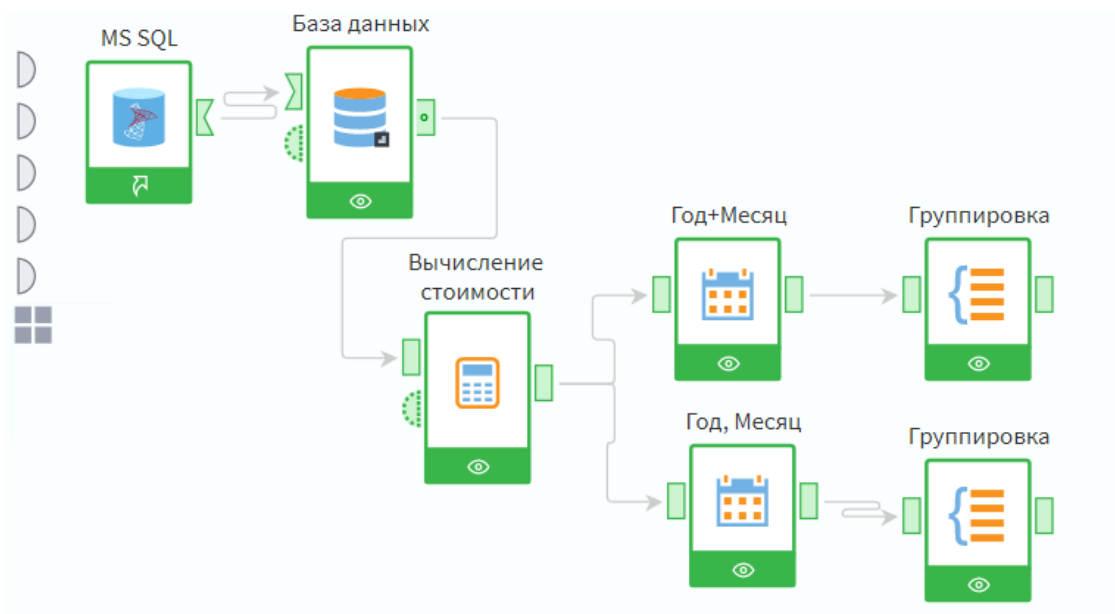 MS SQL
База данных
Вычисление
стоимости
Год+Месяц
Группировка
Год, Месяц
Группировка